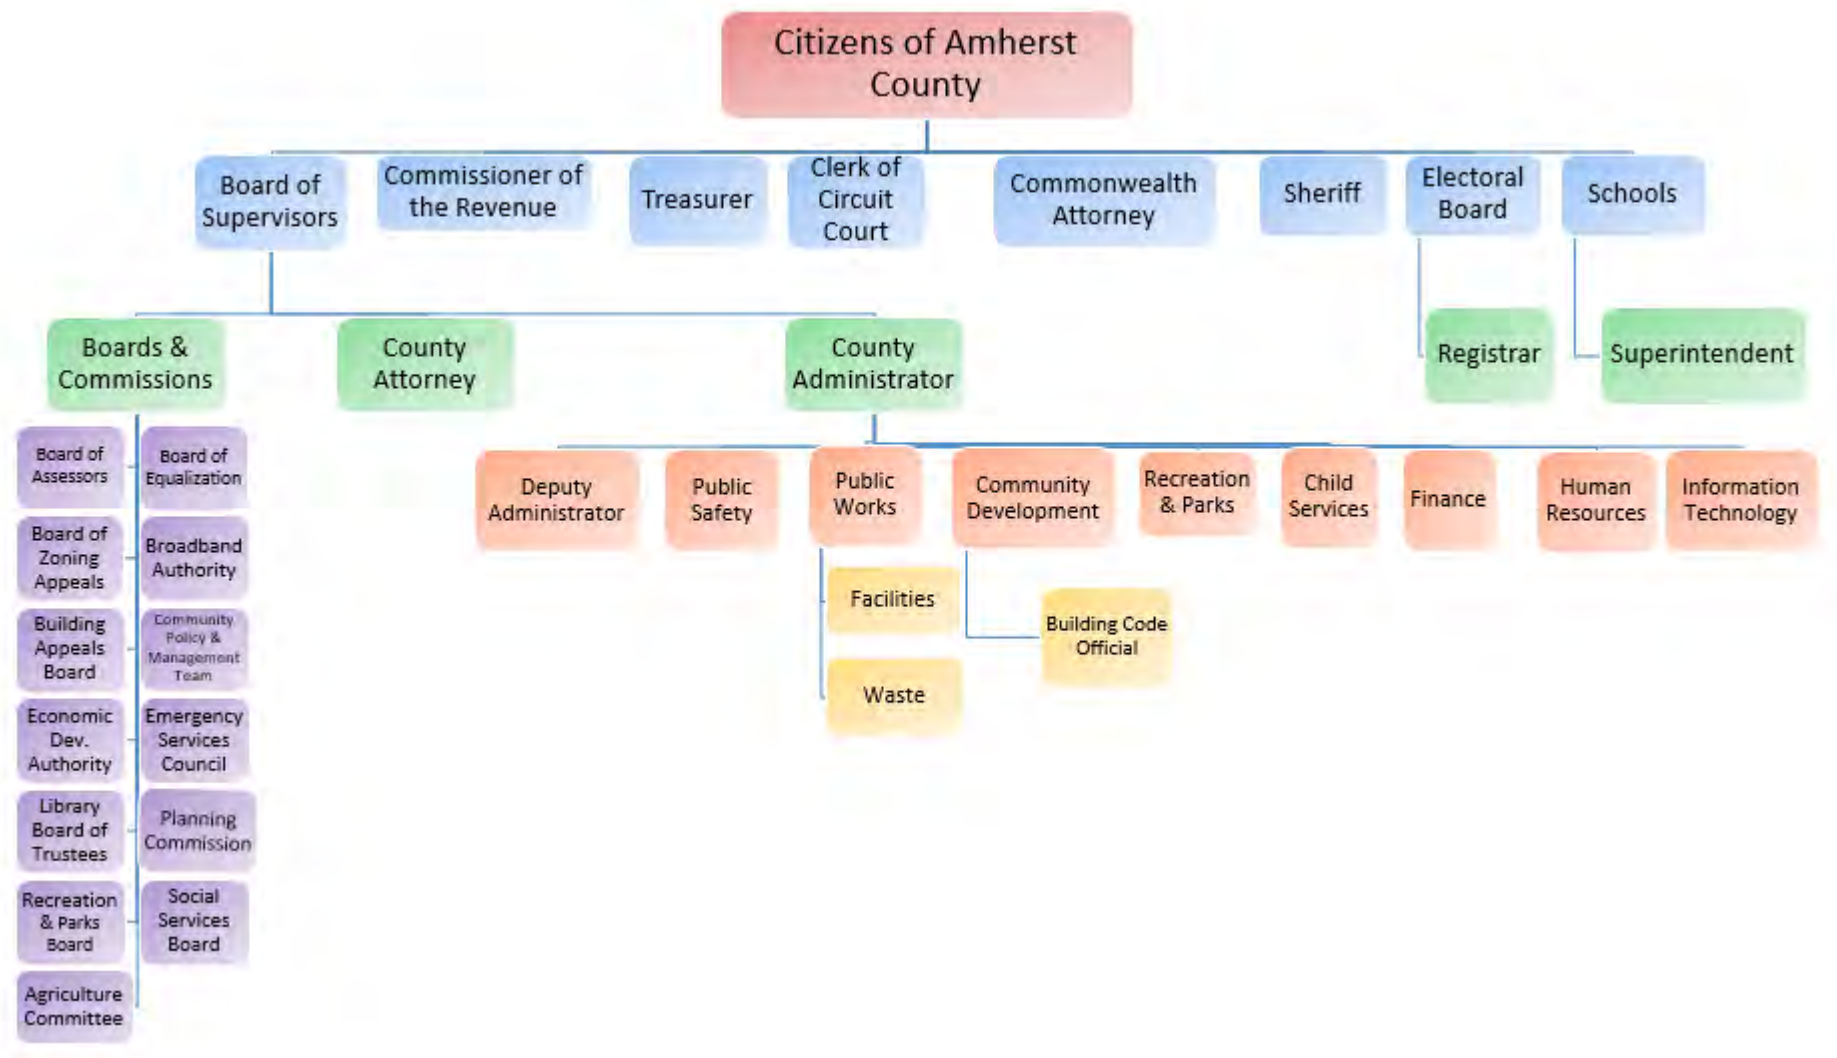 Citizens of Amherst
County
Board of
Supervisors
Commissioner of
the Revenue
Treasurer
Clerk of
Circuit
Court
Commonwealth
Attorney
Sheriff
Electoral
Board
Schools
Boards &
Commissions
County
Attorney
County
Administrator
Registrar
Superintendent
Board of
Assessors
Board of
Equalization
Board of
Zoning
Appeals
Broadband
Authority
Building
Appeals
Board
Community
Policy &
Management
Team
Economic
Dev.
Authority
Emergency
Services
Council
Library
Board of
Trustees
Planning
Commission
Recreation
& Parks
Board
Social
Services
Board
Agriculture
Committee
Deputy
Administrator
Public
Safety
Public
Works
Community
Development
Recreation
& Parks
Child
Services
Finance
Human
Resources
Information
Technology
Facilities
Waste
Building Code
Official